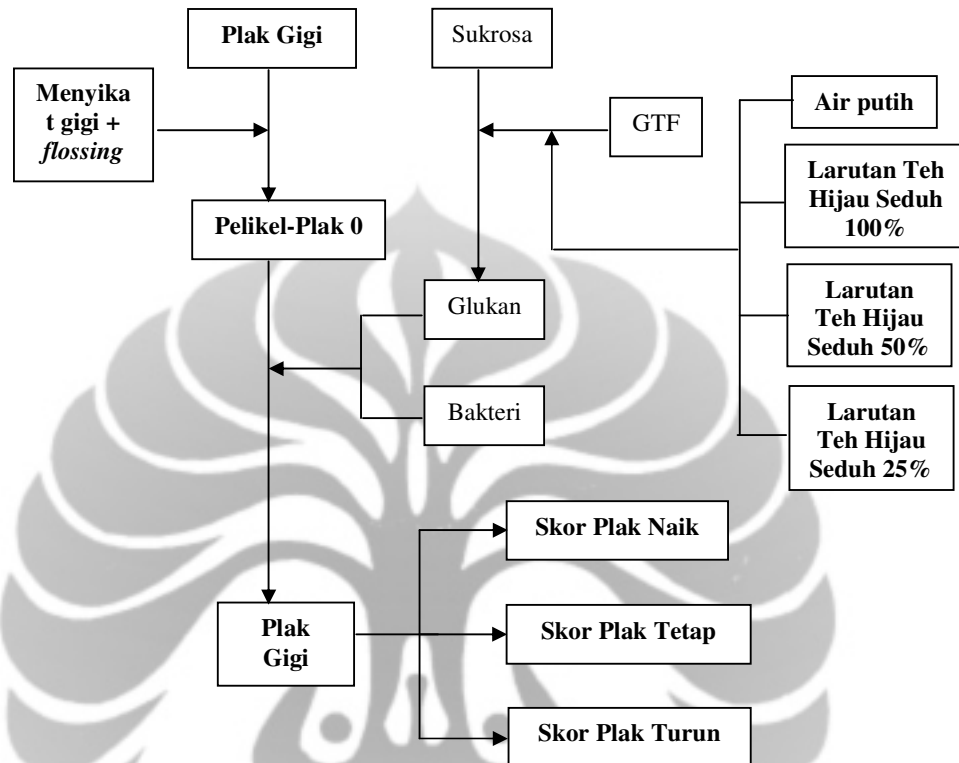 Plak Gigi
Sukrosa
Menyika
t gigi +
flossing
GTF
Air putih
Larutan Teh
Hijau Seduh
100%
Pelikel-Plak 0
Glukan
Larutan
Teh Hijau
Seduh 50%
Bakteri
Larutan
Teh Hijau
Seduh 25%
Skor Plak Naik
Plak
Gigi
Skor Plak Tetap
Skor Plak Turun